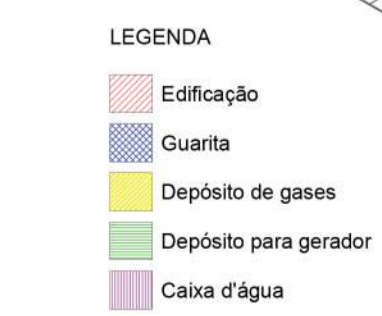 LEGENDA
Edificação
Guarita
Depósito de gases
Depósito para gerador
Caixa d'água